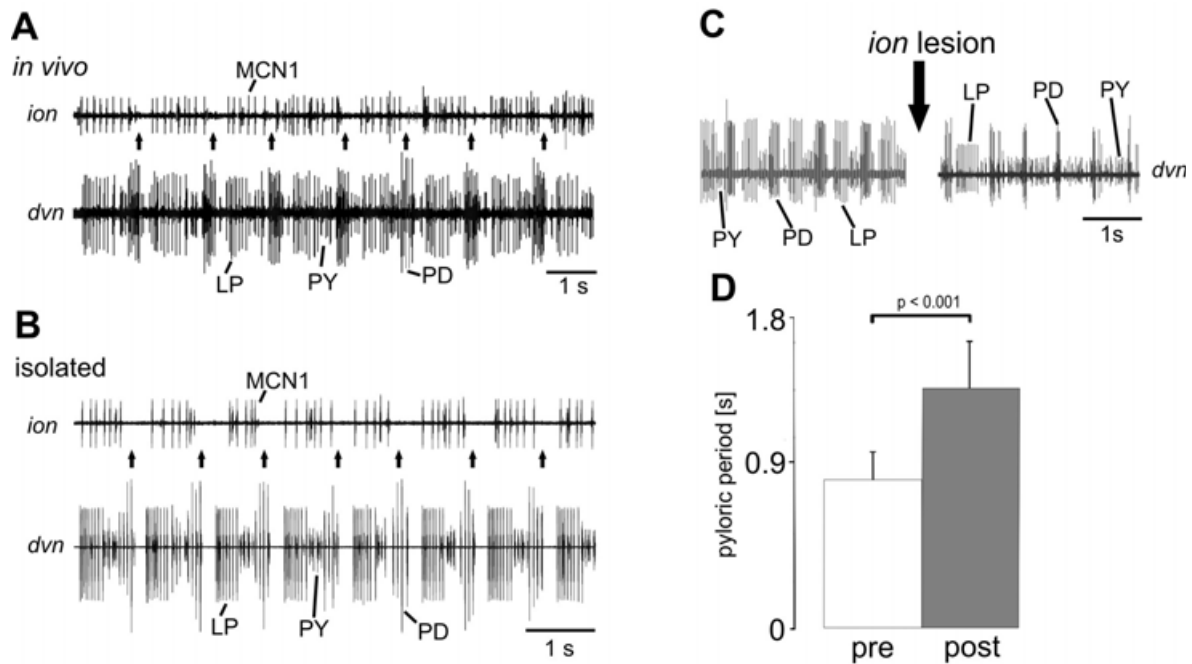 A
in vivo
MCN1
ion
dvn
LP
PY
PD
1 s
B
isolated
MCN1
ion
dvn
LP
PY
PD
1 s
C
ion lesion
LP
PD
PY
dvn
PY
PD
LP
1s
D
p < 0.001
1.8
0.9
0
pyloric period [s]
pre
post